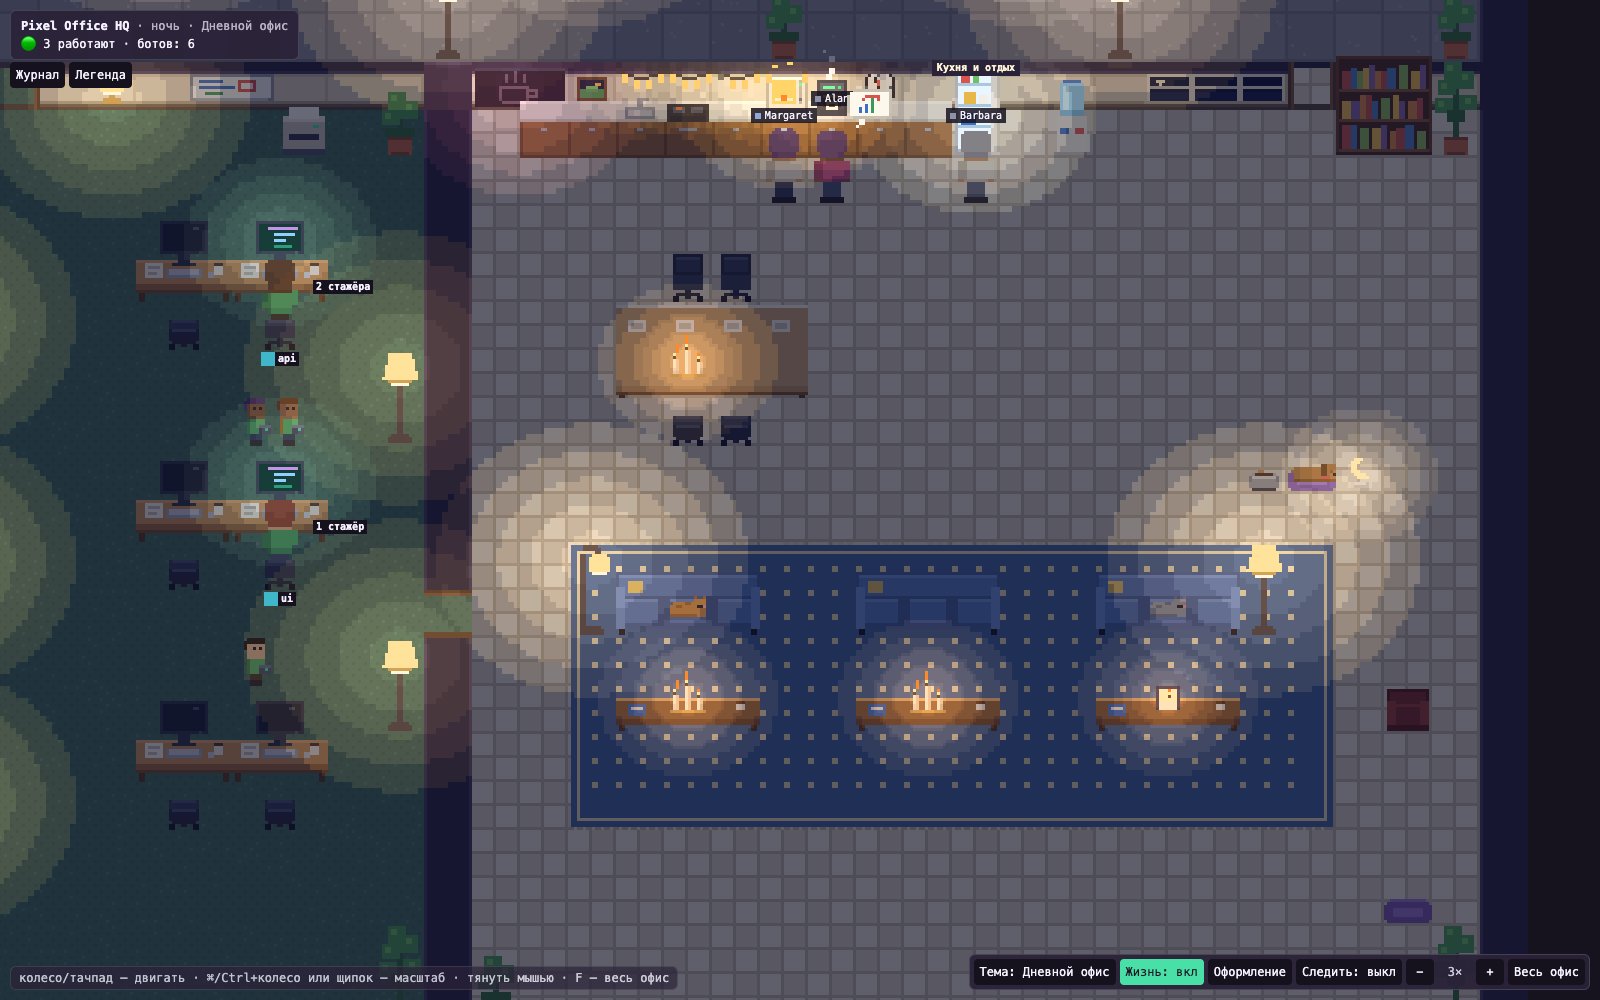 Pixel Office HQ · ночь · Дневной офис
3 работают · ботов: 6
Журнал
Легенда
Кухня и отдых
Alan
Margaret
Barbara
2 стажёра
api
1 стажёр
ui
колесо/тачпад — двигать · ⌘/Ctrl+колесо или щипок — масштаб · тянуть мышью · F — весь офис
Тема: Дневной офис
Жизнь: вкл
Оформление
Следить: выкл
−
3×
+
Весь офис